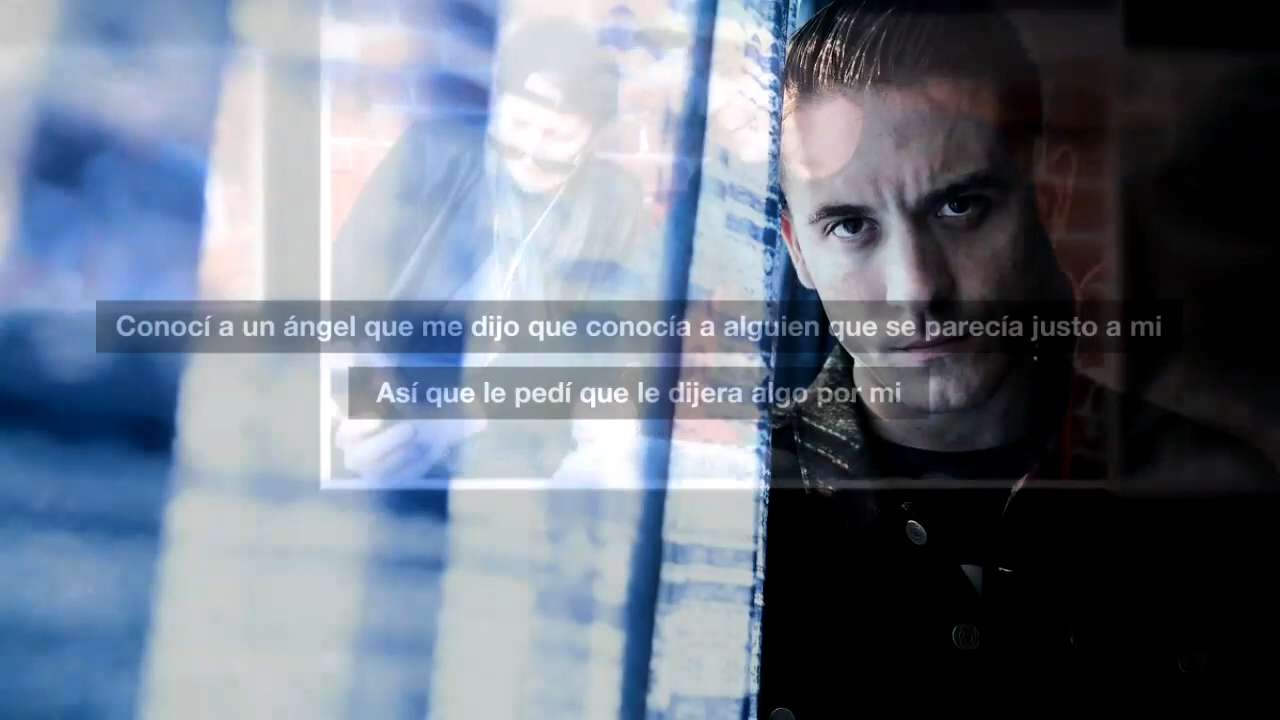 Conocí a un ángel que me dijo que conocía a alguien que se parecía justo a mi
Así que le pedí que le dijera algo por mi